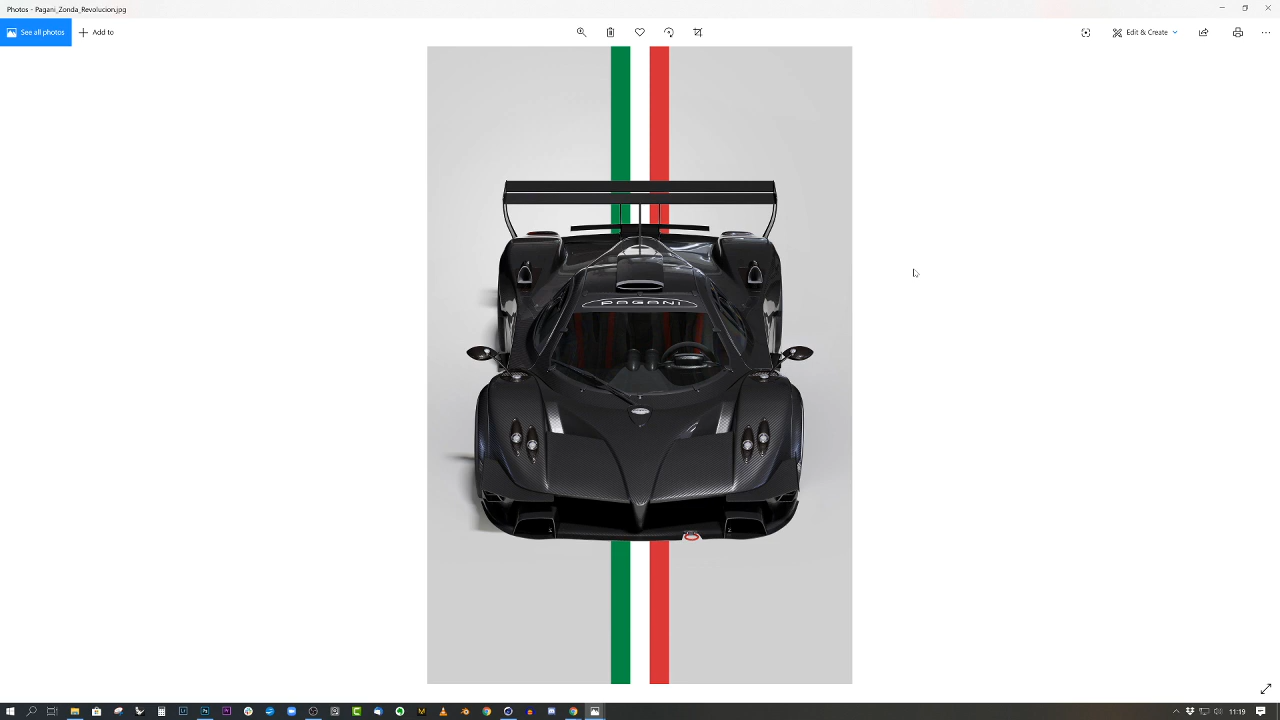 Photos - Pagani_Zonda_Revolucion.jpg
See all photos
Add to
Edit & Create
PAGANI
11:19